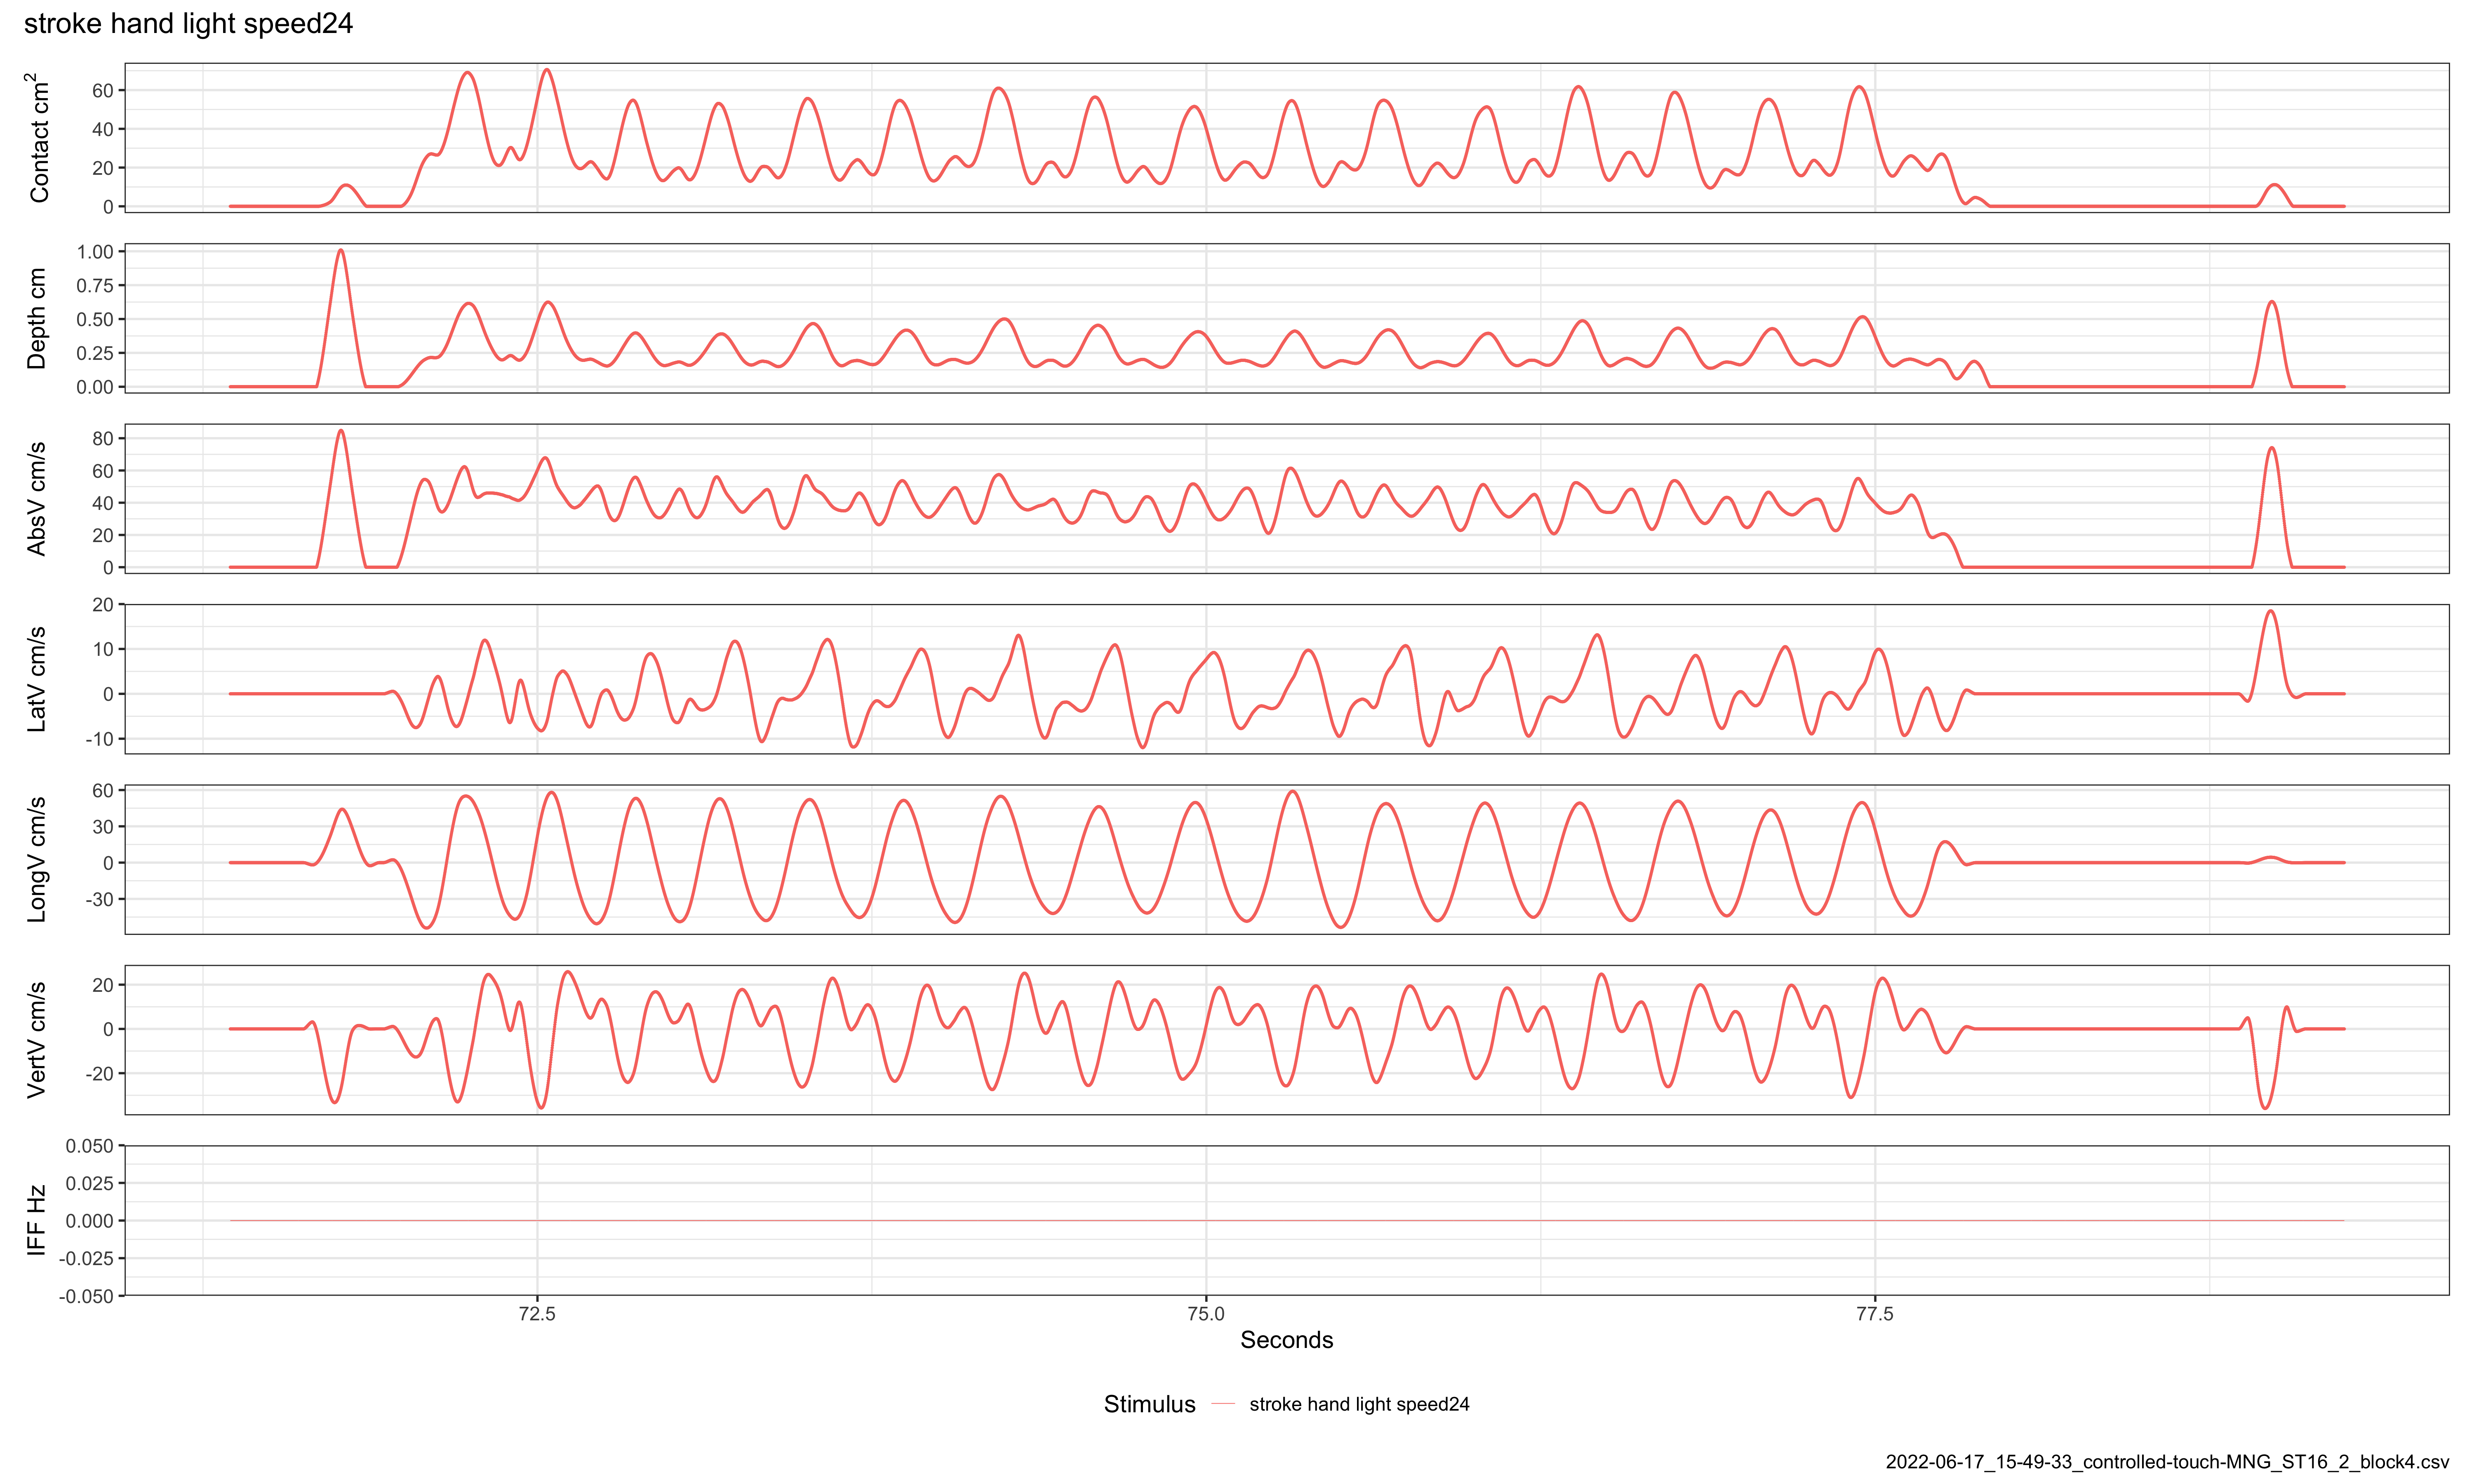 stroke hand light speed24
Contact cm²
60
40
20
0
Depth cm
1.00
0.75
0.50
0.25
0.00
AbsV cm/s
80
60
40
20
0
LatV cm/s
20
10
0
-10
LongV cm/s
60
30
0
-30
VertV cm/s
20
0
-20
IFF Hz
0.050
0.025
0.000
-0.025
-0.050
72.5 75.0 77.5
Seconds
Stimulus stroke hand light speed24
2022-06-17_15-49-33_controlled-touch-MNG_ST16_2_block4.csv